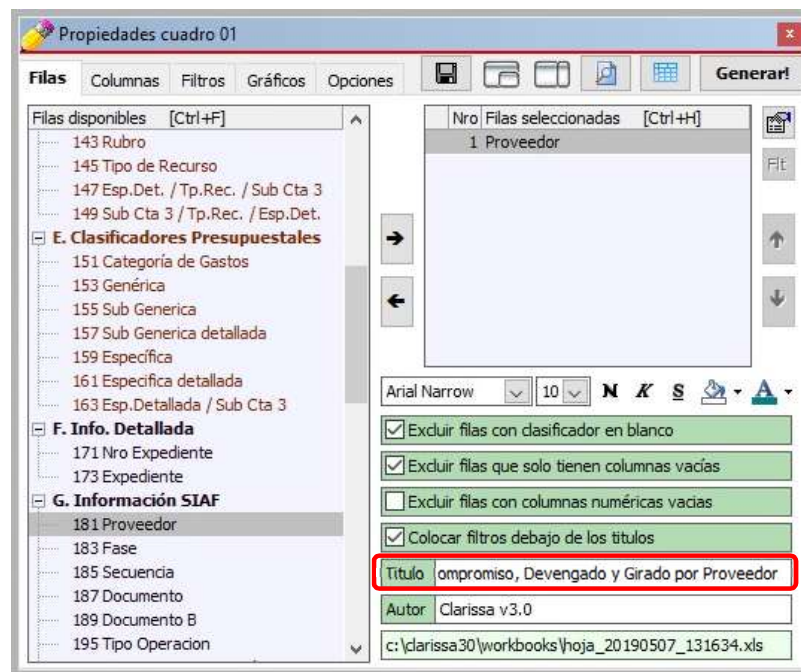 Propiedades cuadro 01
x
Filas Columnas Filtros Gráficos Opciones Generar!
Filas disponibles [Ctrl+F]
143 Rubro
145 Tipo de Recurso
147 Esp.Det. / Tp.Rec. / Sub Cta 3
149 Sub Cta 3 / Tp.Rec. / Esp.Det.
E. Clasificadores Presupuestales
151 Categoría de Gastos
153 Genérica
155 Sub Generica
157 Sub Generica detallada
159 Específica
161 Especifica detallada
163 Esp.Detallada / Sub Cta 3
F. Info. Detallada
171 Nro Expediente
173 Expediente
G. Información SIAF
181 Proveedor
183 Fase
185 Secuencia
187 Documento
189 Documento B
195 Tipo Operacion
Nro Filas seleccionadas [Ctrl+H]
1 Proveedor
Flt
Arial Narrow 10 N K S A
Excluir filas con clasificador en blanco
Excluir filas que solo tienen columnas vacías
Excluir filas con columnas numéricas vacias
Colocar filtros debajo de los titulos
Titulo ompromiso, Devengado y Girado por Proveedor
Autor Clarissa v3.0
c:\clarissa30\workbooks\hoja_20190507_131634.xls